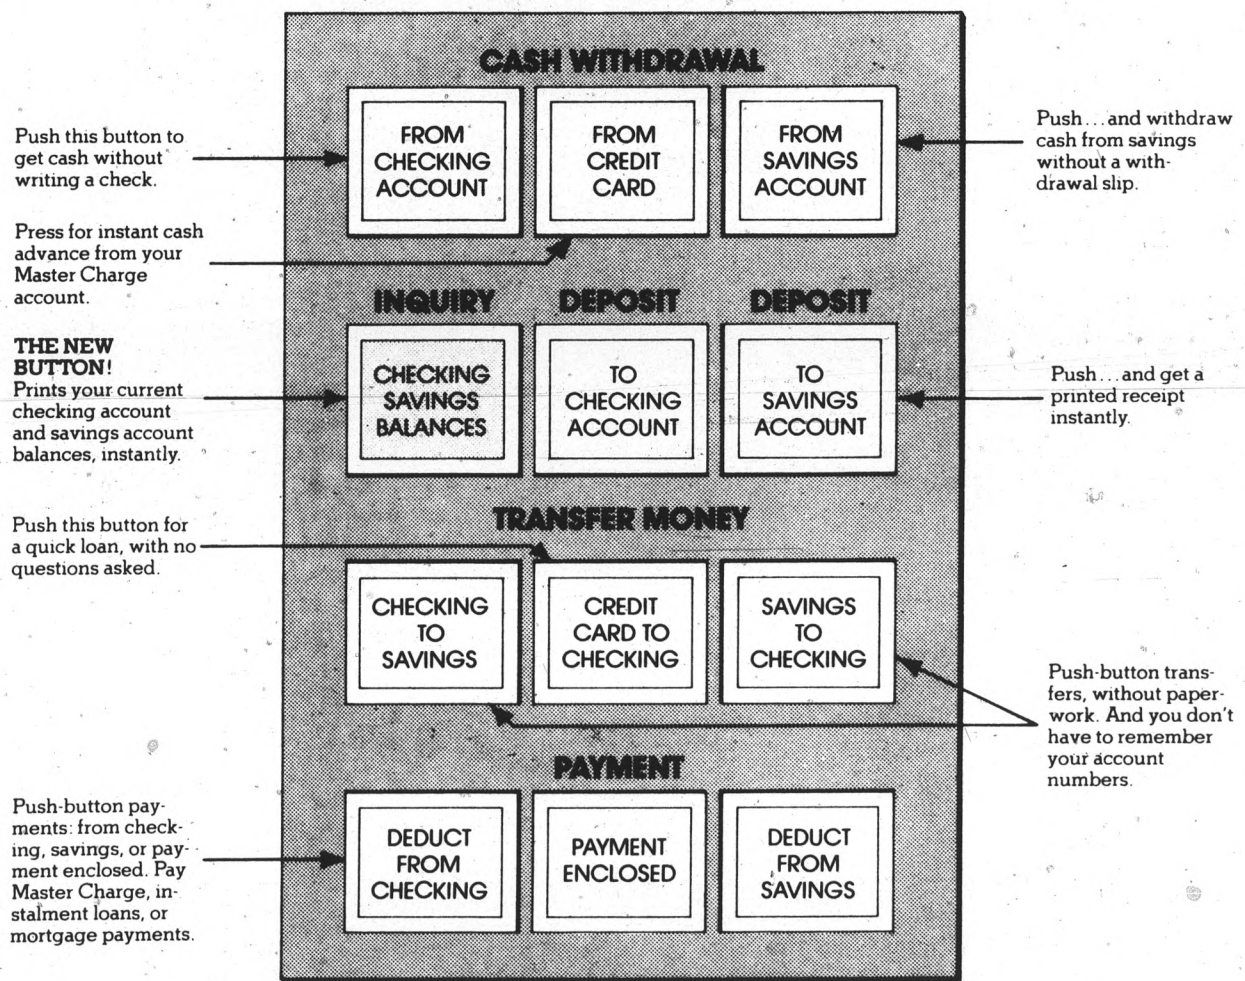 CASH WITHDRAWAL
FROM
CHECKING
ACCOUNT
FROM
CREDIT
CARD
FROM
SAVINGS
ACCOUNT
Push this button to
get cash without
writing a check.
Push...and withdraw
cash from savings
without a with-
drawal slip.
Press for instant cash
advance from your
Master Charge
account.
INQUIRY
DEPOSIT
DEPOSIT
THE NEW
BUTTON!
Prints your current
checking account
and savings account
balances, instantly.
CHECKING
SAVINGS
BALANCES
TO
CHECKING
ACCOUNT
TO
SAVINGS
ACCOUNT
Push...and get a
printed receipt
instantly.
TRANSFER MONEY
Push this button for
a quick loan, with no
questions asked.
CHECKING
TO
SAVINGS
CREDIT
CARD TO
CHECKING
SAVINGS
TO
CHECKING
Push-button trans-
fers, without paper-
work. And you don't
have to remember
your account
numbers.
PAYMENT
Push-button pay-
ments: from check-
ing, savings, or pay-
ment enclosed. Pay
Master Charge, in-
stalment loans, or
mortgage payments.
DEDUCT
FROM
CHECKING
PAYMENT
ENCLOSED
DEDUCT
FROM
SAVINGS